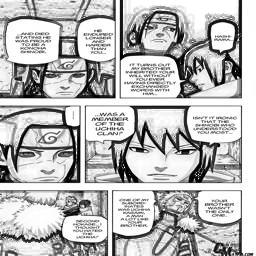 HASHI-
RAMA.
IT TURNS OUT
MY BROTHER
INHERITED YOUR
WILL WITHOUT
YOU EVER
HAVING
DIRECTLY
EXCHANGED
WORDS WITH
HIM...
HE
ENDURED
LONGER
AND
HARDER
THAN
YOU...
...AND DIED
STATING HE
WAS PROUD
TO BE A
KONOHA
SHINOBI.
ISN'T IT IRONIC
THAT THE
SHINOBI WHO
UNDERSTOOD
YOU MOST...
...WAS A
MEMBER
OF THE
UCHIHA
CLAN?
YOUR
BROTHER
WASN'T
THE ONLY
ONE.
ONE OF MY
SUBORDI-
NATES
WAS UCHIHA
KAGAMI,
A MAN
A LOT LIKE
YOUR
BROTHER.
SECOND
HOKAGE, I
THOUGHT
YOU HATED
THE
UCHIHA?